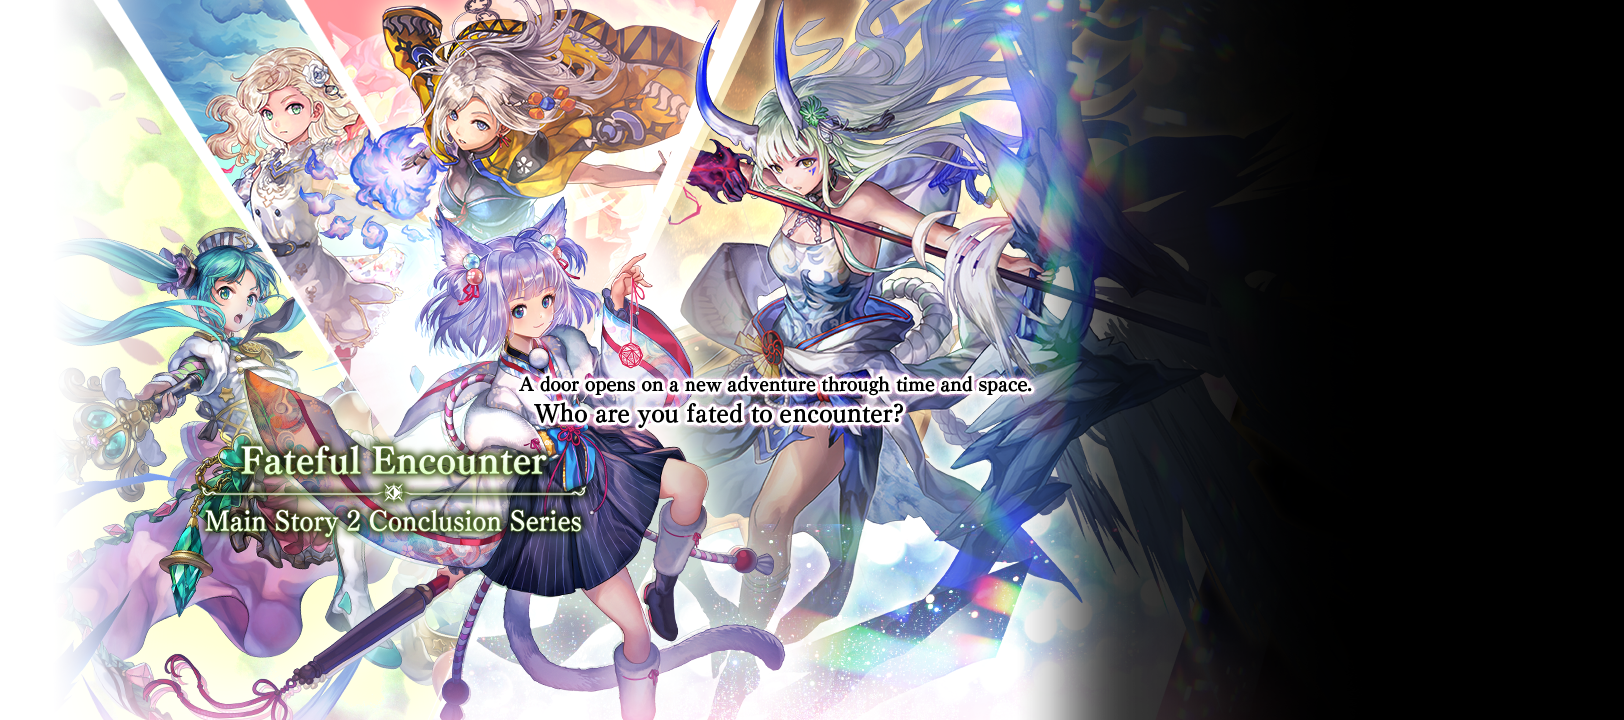 A door opens on a new adventure through time and space.
Who are you fated to encounter?
Fateful Encounter
Main Story 2 Conclusion Series